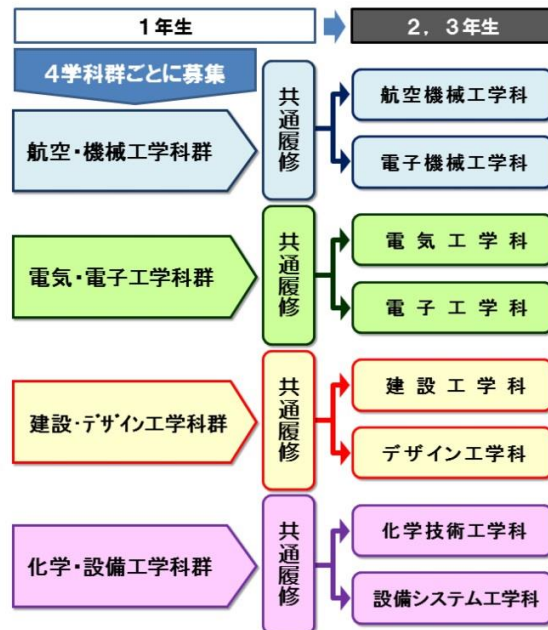 1年生
2,3年生
4学科群ごとに募集
航空・機械工学科群
共通履修
航空機械工学科
電子機械工学科
電気・電子工学科群
共通履修
電気工学科
電子工学科
建設・デザイン工学科群
共通履修
建設工学科
デザイン工学科
化学・設備工学科群
共通履修
化学技術工学科
設備システム工学科